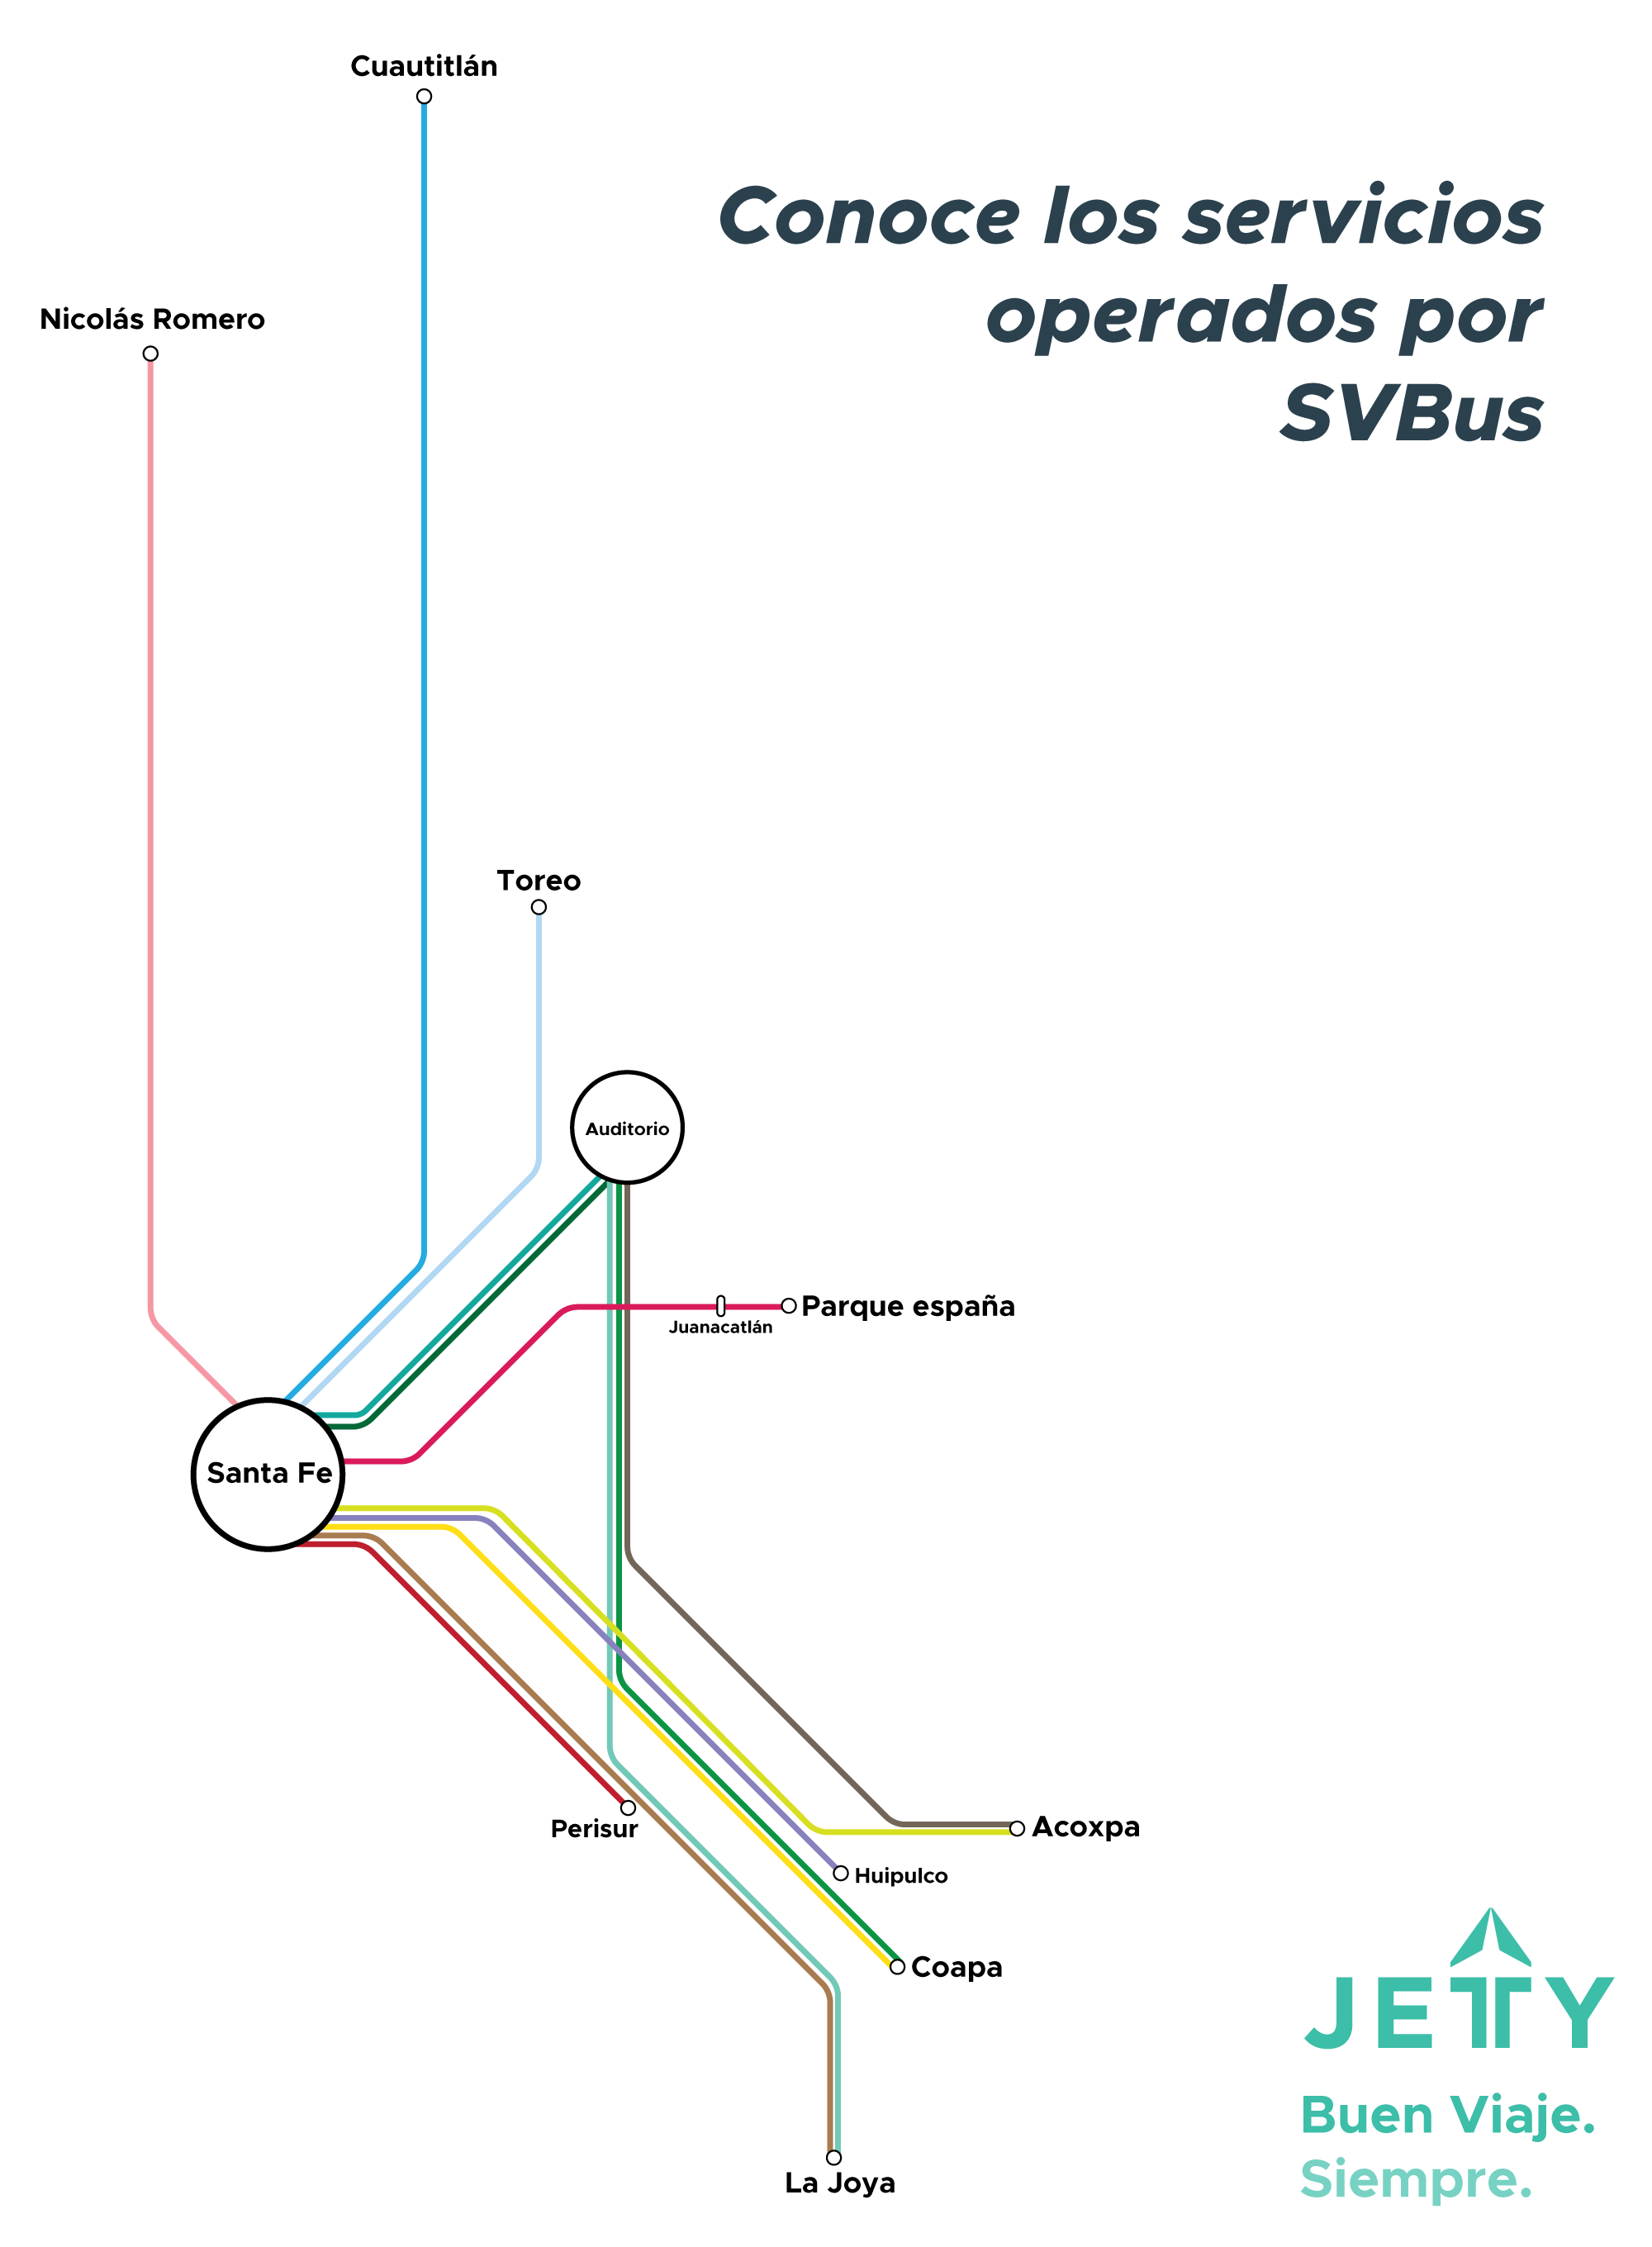 Cuautitlán
Conoce los servicios
operados por
SVBus
Nicolás Romero
Toreo
Auditorio
Parque españa
Juanacatlán
Santa Fe
Perisur
Acoxpa
Huipulco
Coapa
La Joya
JETTY
Buen Viaje.
Siempre.